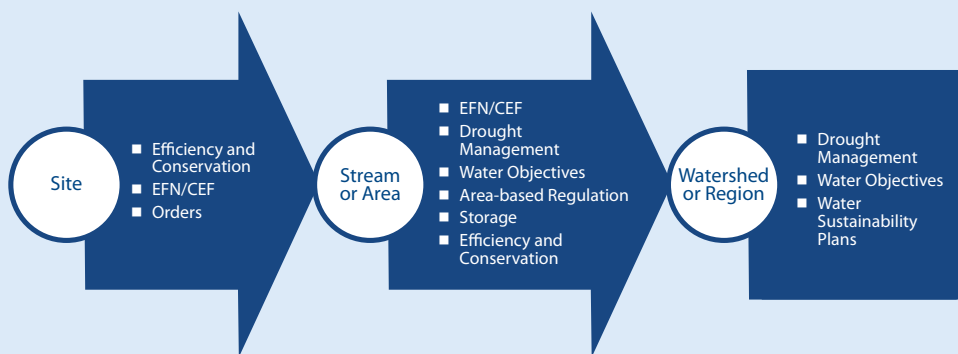 Site
Efficiency and
Conservation
EFN/CEF
Orders
Stream
or Area
EFN/CEF
Drought
Management
Water Objectives
Area-based Regulation
Storage
Efficiency and
Conservation
Watershed
or Region
Drought
Management
Water Objectives
Water
Sustainability
Plans